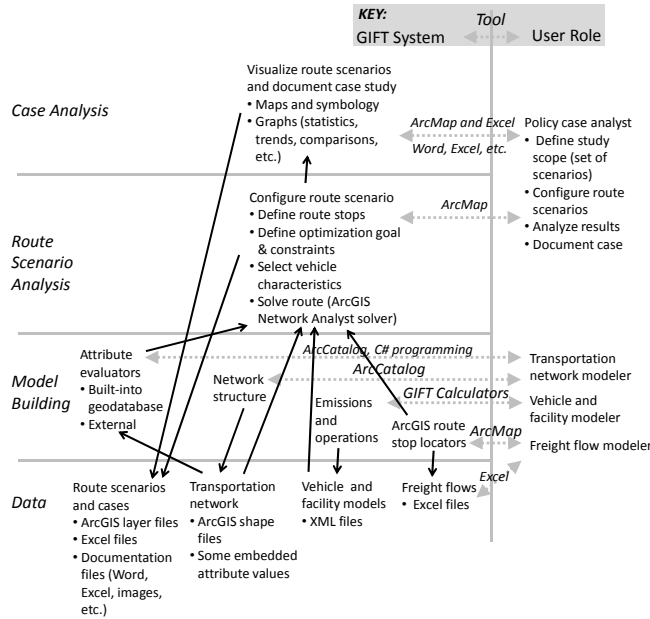 KEY:
Tool
GIFT System
User Role
Case Analysis
Visualize route scenarios
and document case study
• Maps and symbology
• Graphs (statistics,
trends, comparisons,
etc.)
ArcMap and Excel
Word, Excel, etc.
Policy case analyst
• Define study
scope (set of
scenarios)
• Configure route
scenarios
• Analyze results
• Document case
Route
Scenario
Analysis
Configure route scenario
• Define route stops
• Define optimization goal
& constraints
• Select vehicle
characteristics
• Solve route (ArcGIS
Network Analyst solver)
ArcMap
Model
Building
Attribute
evaluators
• Built-into
geodatabase
• External
ArcCatalog, C# programming
ArcCatalog
Network
structure
Transportation
network modeler
Emissions and
operations
GIFT Calculators
Vehicle and
facility modeler
ArcGIS route
stop locators
ArcMap
Freight flow modeler
Excel
Data
Route scenarios
and cases
• ArcGIS layer files
• Excel files
• Documentation
files (Word,
Excel, images,
etc.)
Transportation
network
• ArcGIS shape
files
• Some embedded
attribute values
Vehicle and
facility models
• XML files
Freight flows
• Excel files